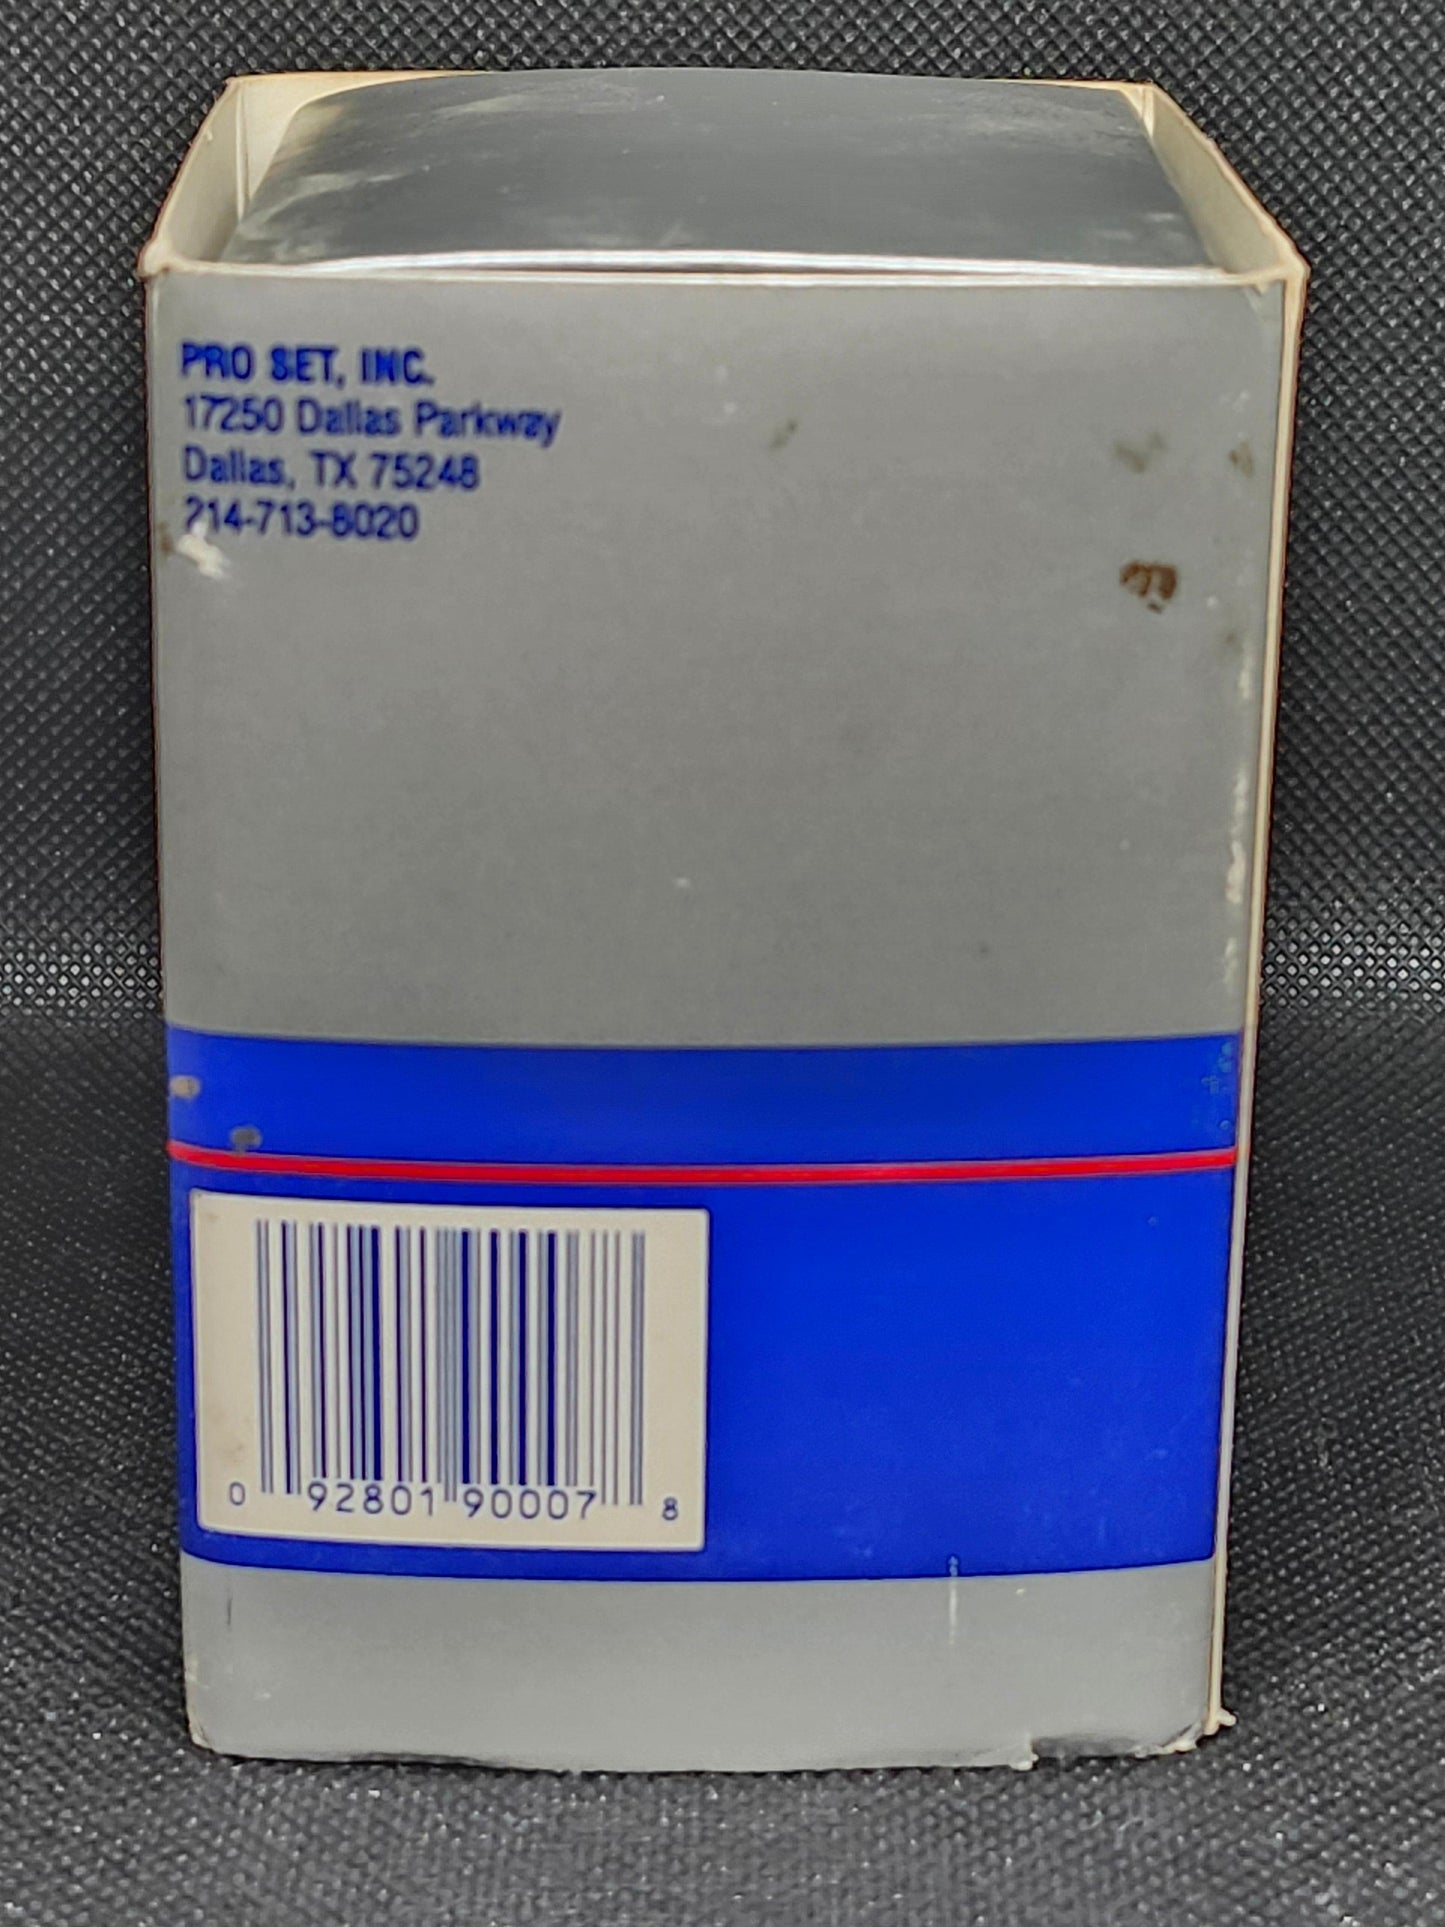 PRO SET, INC.
17250 Dallas Parkway
Dallas, TX 75248
214-713-8020
0 92801 90007 8